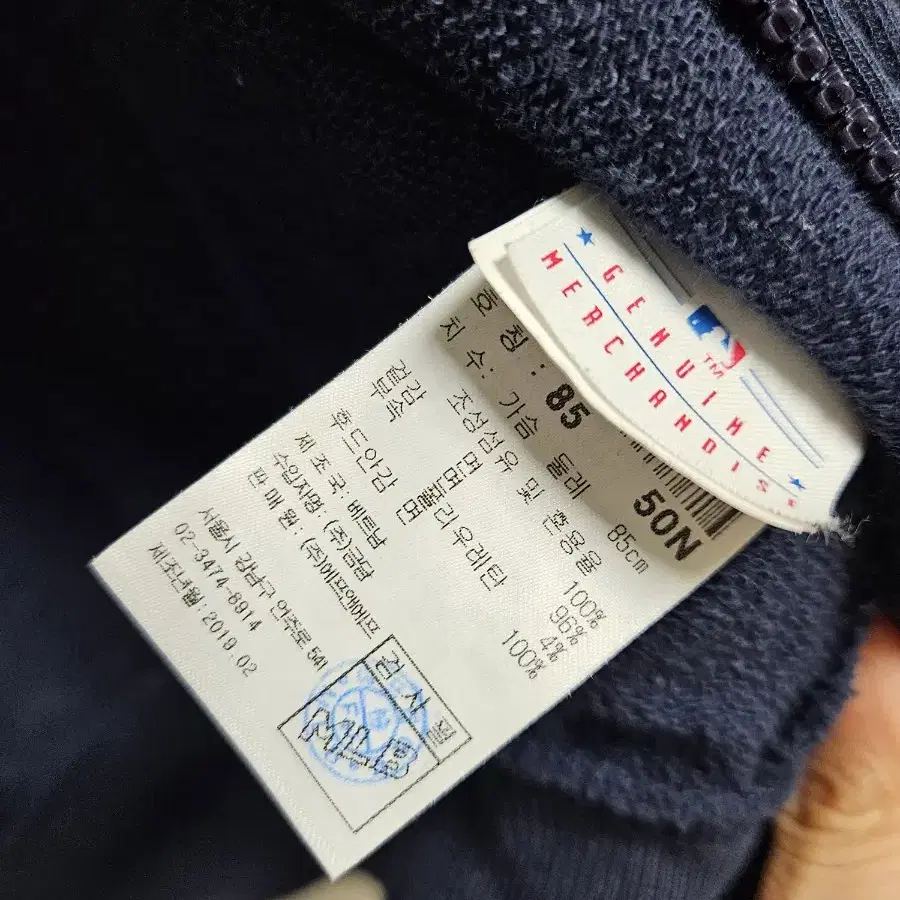 GENUINE
MERCHANDISE
TM
호 칭 : 85
50N
치 수 : 가슴 둘레 85cm
조성섬유 및 혼용율
겉감 면 100%
부속 면 96%
폴리우레탄 4%
후드안감 면 100%
제 조 국 : 베트남
수입자명 : (주)금담
판 매 원 : (주)에프앤에프
서울시 강남구 언주로 541
02-3474-8914
제조년월 : 2019.02
검 사